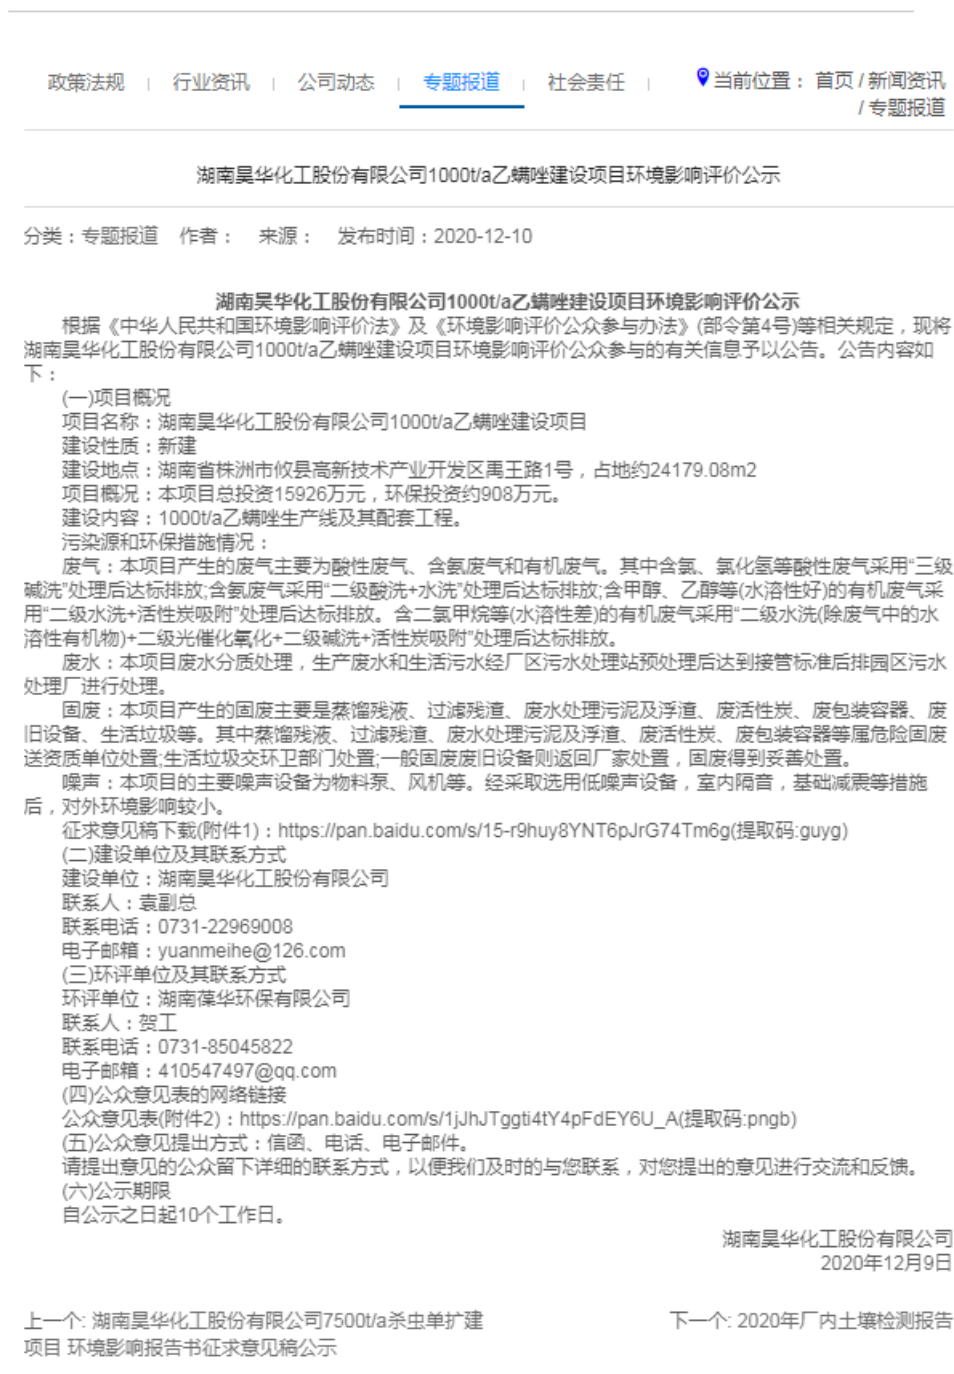 政策法规 | 行业资讯 | 公司动态 | 专题报道 | 社会责任 | 当前位置： 首页 / 新闻资讯
/ 专题报道
湖南昊华化工股份有限公司1000t/a乙螨唑建设项目环境影响评价公示
分类：专题报道 作者： 来源： 发布时间：2020-12-10
湖南昊华化工股份有限公司1000t/a乙螨唑建设项目环境影响评价公示
根据《中华人民共和国环境影响评价法》及《环境影响评价公众参与办法》(部令第4号)等相关规定，现将
湖南昊华化工股份有限公司1000t/a乙螨唑建设项目环境影响评价公众参与的有关信息予以公告。公告内容如
下：
(一)项目概况
项目名称：湖南昊华化工股份有限公司1000t/a乙螨唑建设项目
建设性质：新建
建设地点：湖南省株洲市攸县高新技术产业开发区禹王路1号，占地约24179.08m2
项目概况：本项目总投资15926万元，环保投资约908万元。
建设内容：1000t/a乙螨唑生产线及其配套工程。
污染源和环保措施情况：
废气：本项目产生的废气主要为酸性废气、含氨废气和有机废气。其中含氯、氯化氢等酸性废气采用“三级
碱洗”处理后达标排放;含氨废气采用“二级酸洗+水洗”处理后达标排放;含甲醇、乙醇等(水溶性好)的有机废气采
用“二级水洗+活性炭吸附”处理后达标排放。含二氯甲烷等(水溶性差)的有机废气采用“二级水洗(除废气中的水
溶性有机物)+二级光催化氧化+二级碱洗+活性炭吸附”处理后达标排放。
废水：本项目废水分质处理，生产废水和生活污水经厂区污水处理站预处理后达到接管标准后排园区污水
处理厂进行处理。
固废：本项目产生的固废主要是蒸馏残液、过滤残渣、废水处理污泥及浮渣、废活性炭、废包装容器、废
旧设备、生活垃圾等。其中蒸馏残液、过滤残渣、废水处理污泥及浮渣、废活性炭、废包装容器等属危险固废
送资质单位处置;生活垃圾交环卫部门处置;一般固废废旧设备则返回厂家处置，固废得到妥善处置。
噪声：本项目的主要噪声设备为物料泵、风机等。经采取选用低噪声设备，室内隔音，基础减震等措施
后，对外环境影响较小。
征求意见稿下载(附件1)：https://pan.baidu.com/s/15-r9huy8YNT6pJrG74Tm6g(提取码:guyg)
(二)建设单位及其联系方式
建设单位：湖南昊华化工股份有限公司
联系人：袁副总
联系电话：0731-22969008
电子邮箱：yuanmeihe@126.com
(三)环评单位及其联系方式
环评单位：湖南葆华环保有限公司
联系人：贺工
联系电话：0731-85045822
电子邮箱：410547497@qq.com
(四)公众意见表的网络链接
公众意见表(附件2)：https://pan.baidu.com/s/1jJhJTggti4tY4pFdEY6U_A(提取码:pngb)
(五)公众意见提出方式：信函、电话、电子邮件。
请提出意见的公众留下详细的联系方式，以便我们及时的与您联系，对您提出的意见进行交流和反馈。
(六)公示期限
自公示之日起10个工作日。
湖南昊华化工股份有限公司
2020年12月9日
上一个: 湖南昊华化工股份有限公司7500t/a杀虫单扩建
项目 环境影响报告书征求意见稿公示
下一个: 2020年厂内土壤检测报告